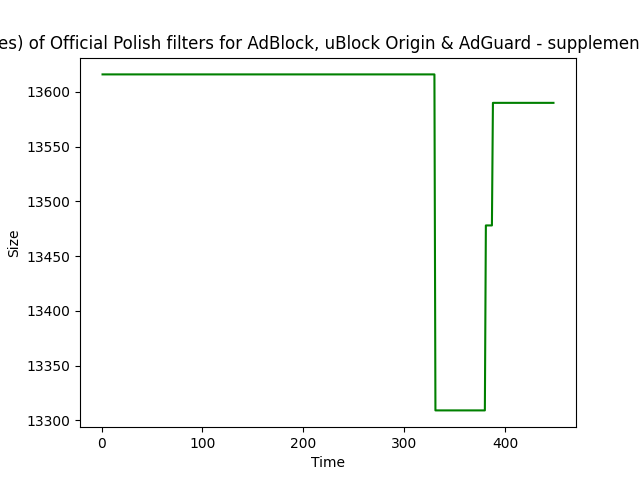 es) of Official Polish filters for AdBlock, uBlock Origin & AdGuard - supplemen
13600
13550
13500
13450
13400
13350
13300
Size
0 100 200 300 400
Time